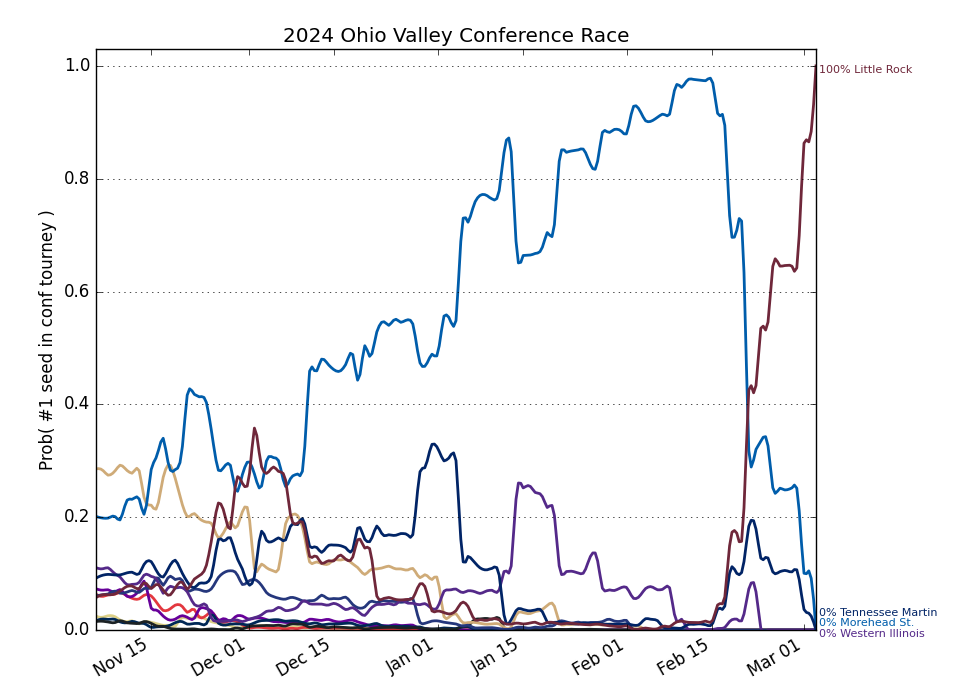 2024 Ohio Valley Conference Race
Prob( #1 seed in conf tourney )
1.0
0.8
0.6
0.4
0.2
0.0
Nov 15
Dec 01
Dec 15
Jan 01
Jan 15
Feb 01
Feb 15
Mar 01
100% Little Rock
0% Tennessee Martin
0% Morehead St.
0% Western Illinois